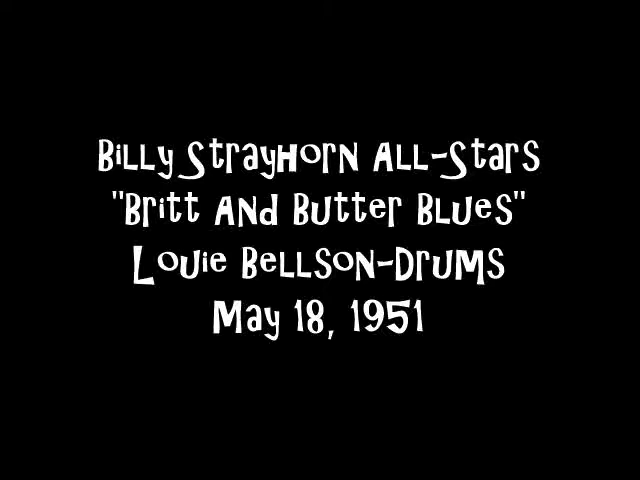 Billy Strayhorn All-Stars
"Britt And Butter Blues"
Louie Bellson-Drums
May 18, 1951